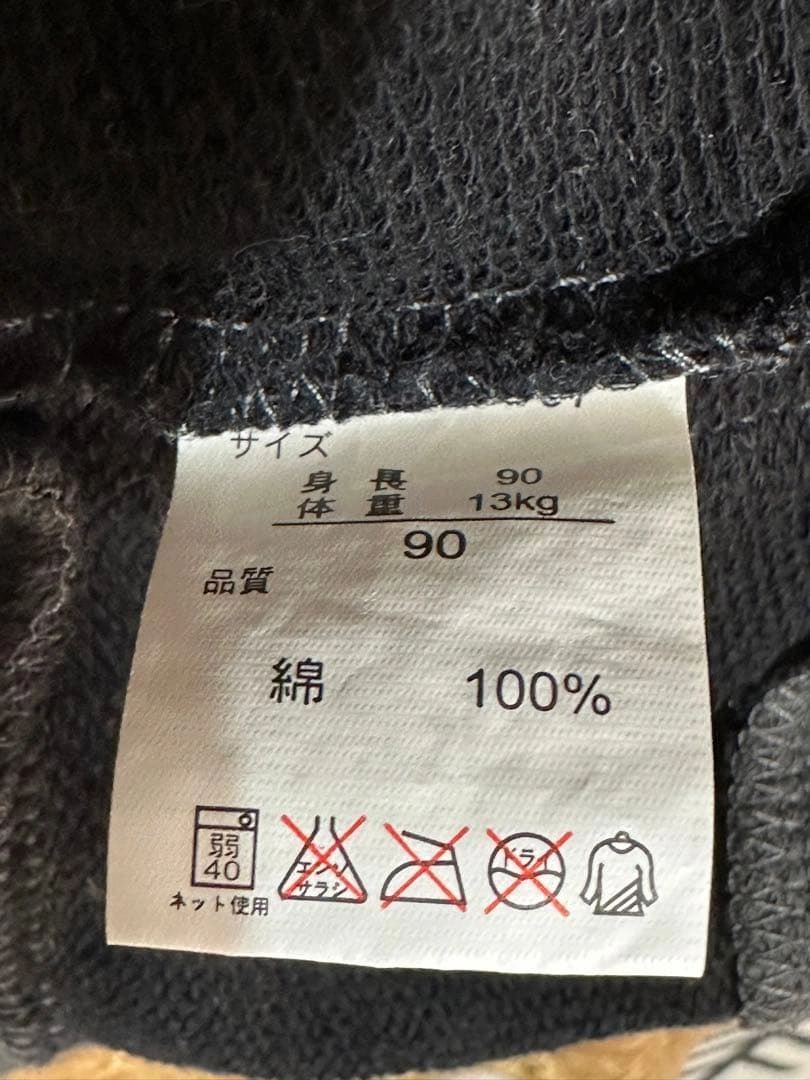 サイズ
身長 90
体重 13kg
90
品質
綿 100%
弱
40
ネット使用
エンソ
サラシ
ドライ